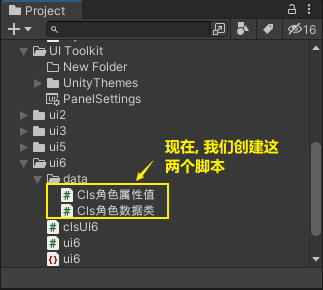 Project
16
UI Toolkit
New Folder
UnityThemes
PanelSettings
ui2
ui3
ui5
ui6
data
现在, 我们创建这
两个脚本
Cls角色属性值
Cls角色数据类
clsUI6
ui6
ui6